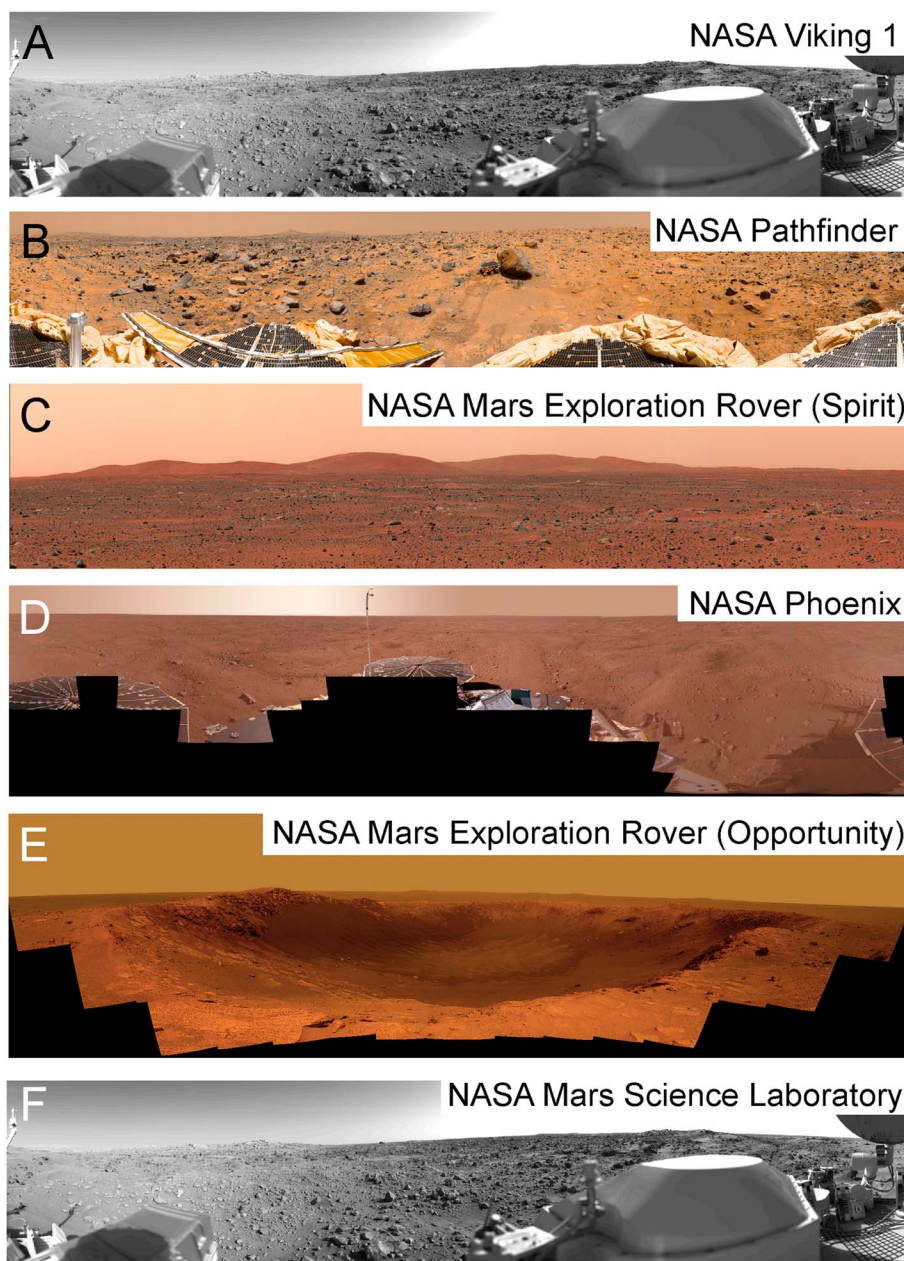 A
NASA Viking 1
B
NASA Pathfinder
C
NASA Mars Exploration Rover (Spirit)
D
NASA Phoenix
E
NASA Mars Exploration Rover (Opportunity)
F
NASA Mars Science Laboratory